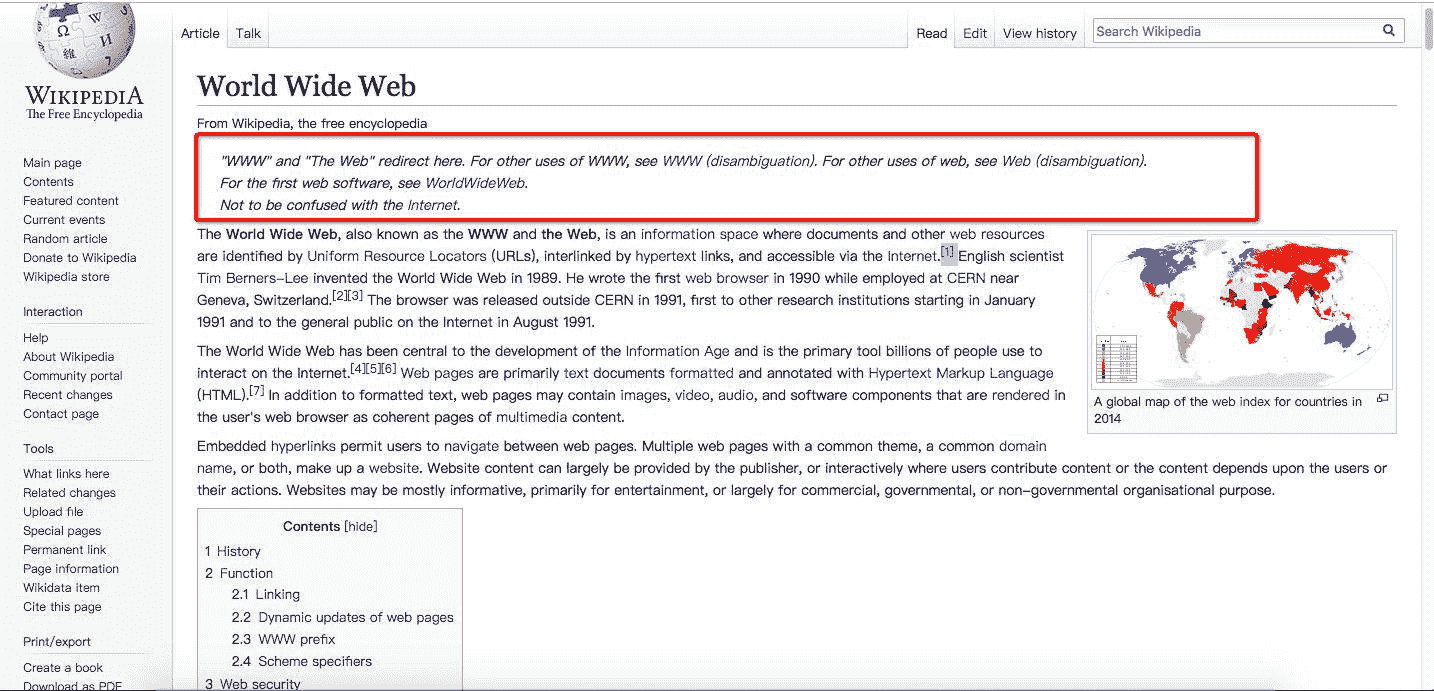 Ω W И 維 7
WIKIPEDIA
The Free Encyclopedia
Main page
Contents
Featured content
Current events
Random article
Donate to Wikipedia
Wikipedia store
Interaction
Help
About Wikipedia
Community portal
Recent changes
Contact page
Tools
What links here
Related changes
Upload file
Special pages
Permanent link
Page information
Wikidata item
Cite this page
Print/export
Create a book
Download as PDF
Article Talk Read Edit View history Search Wikipedia
World Wide Web
From Wikipedia, the free encyclopedia
"WWW" and "The Web" redirect here. For other uses of WWW, see WWW (disambiguation). For other uses of web, see Web (disambiguation).
For the first web software, see WorldWideWeb.
Not to be confused with the Internet.
The World Wide Web, also known as the WWW and the Web, is an information space where documents and other web resources
are identified by Uniform Resource Locators (URLs), interlinked by hypertext links, and accessible via the Internet.[1] English scientist
Tim Berners-Lee invented the World Wide Web in 1989. He wrote the first web browser in 1990 while employed at CERN near
Geneva, Switzerland.[2][3] The browser was released outside CERN in 1991, first to other research institutions starting in January
1991 and to the general public on the Internet in August 1991.
The World Wide Web has been central to the development of the Information Age and is the primary tool billions of people use to
interact on the Internet.[4][5][6] Web pages are primarily text documents formatted and annotated with Hypertext Markup Language
(HTML).[7] In addition to formatted text, web pages may contain images, video, audio, and software components that are rendered in
the user's web browser as coherent pages of multimedia content.
Embedded hyperlinks permit users to navigate between web pages. Multiple web pages with a common theme, a common domain
name, or both, make up a website. Website content can largely be provided by the publisher, or interactively where users contribute content or the content depends upon the users or
their actions. Websites may be mostly informative, primarily for entertainment, or largely for commercial, governmental, or non-governmental organisational purpose.
A global map of the web index for countries in
2014
Contents [hide]
1 History
2 Function
2.1 Linking
2.2 Dynamic updates of web pages
2.3 WWW prefix
2.4 Scheme specifiers
3 Web security